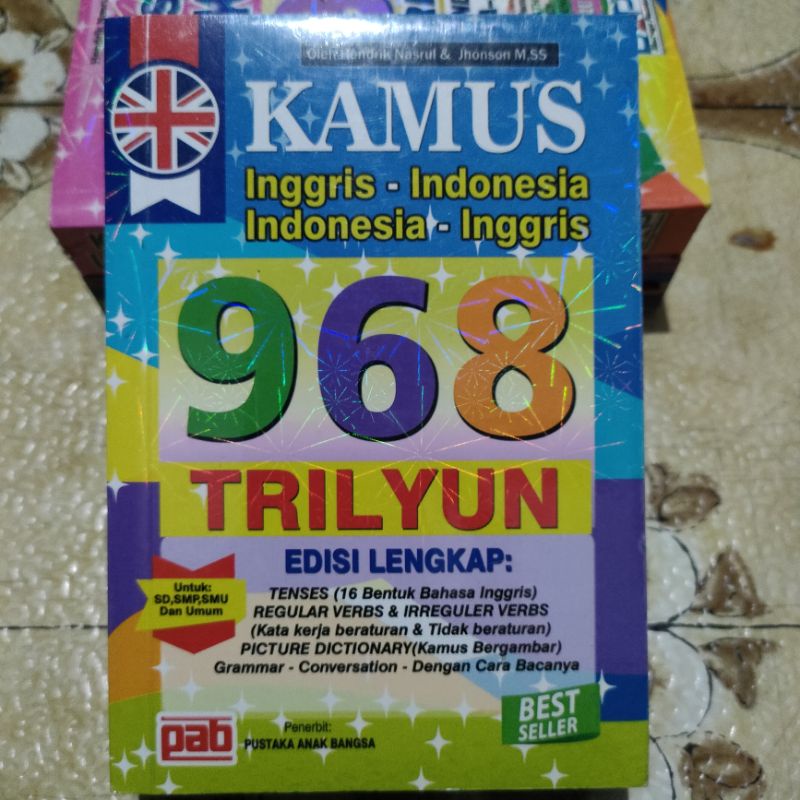 Oleh Hendrik Nasrul & Jhonson M,SS
KAMUS
Inggris - Indonesia
Indonesia - Inggris
968
TRILYUN
EDISI LENGKAP:
TENSES (16 Bentuk Bahasa Inggris)
REGULAR VERBS & IRREGULER VERBS
(Kata kerja beraturan & Tidak beraturan)
PICTURE DICTIONARY(Kamus Bergambar)
Grammar - Conversation - Dengan Cara Bacanya
Untuk:
SD,SMP,SMU
Dan Umum
BEST
SELLER
pab
Penerbit:
PUSTAKA ANAK BANGSA